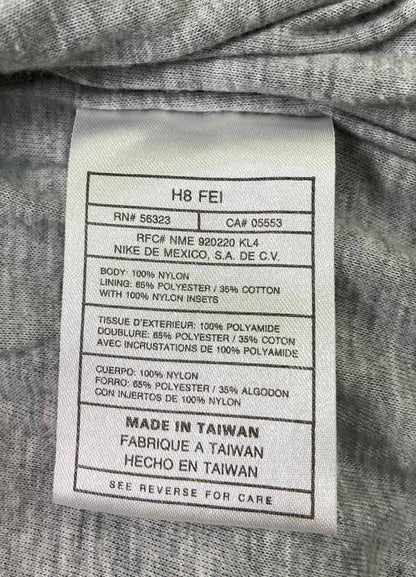 H8 FEI
RN# 56323 CA# 05553
RFC# NME 920220 KL4
NIKE DE MEXICO, S.A. DE C.V.
BODY: 100% NYLON
LINING: 65% POLYESTER / 35% COTTON
WITH 100% NYLON INSETS
TISSUE D'EXTERIEUR: 100% POLYAMIDE
DOUBLURE: 65% POLYESTER / 35% COTON
AVEC INCRUSTATIONS DE 100% POLYAMIDE
CUERPO: 100% NYLON
FORRO: 65% POLYESTER / 35% ALGODON
CON INJERTOS DE 100% NYLON
MADE IN TAIWAN
FABRIQUE A TAIWAN
HECHO EN TAIWAN
SEE REVERSE FOR CARE